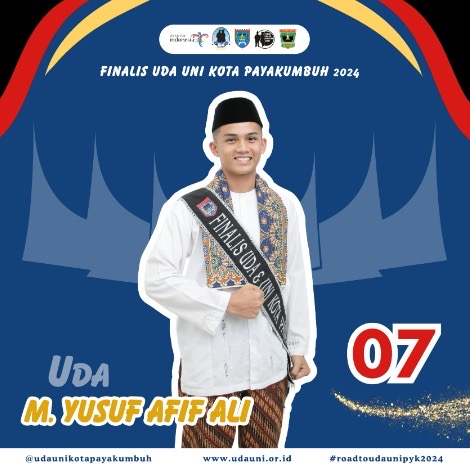 FINALIS UDA UNI KOTA PAYAKUMBUH 2024
FINALIS UDA & UNI KOTA
07
UDA
M. YUSUF AFIF ALI
@udaunikotapayakumbuh
www.udauni.or.id
#roadtoudaunipyk2024